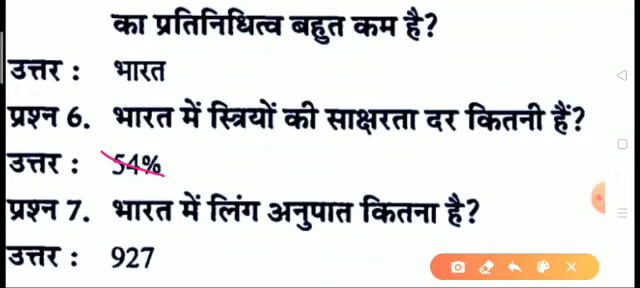 का प्रतिनिधित्व बहुत कम है?
उत्तर : भारत
प्रश्न 6. भारत में स्त्रियों की साक्षरता दर कितनी हैं?
उत्तर : 54%
प्रश्न 7. भारत में लिंग अनुपात कितना है?
उत्तर : 927